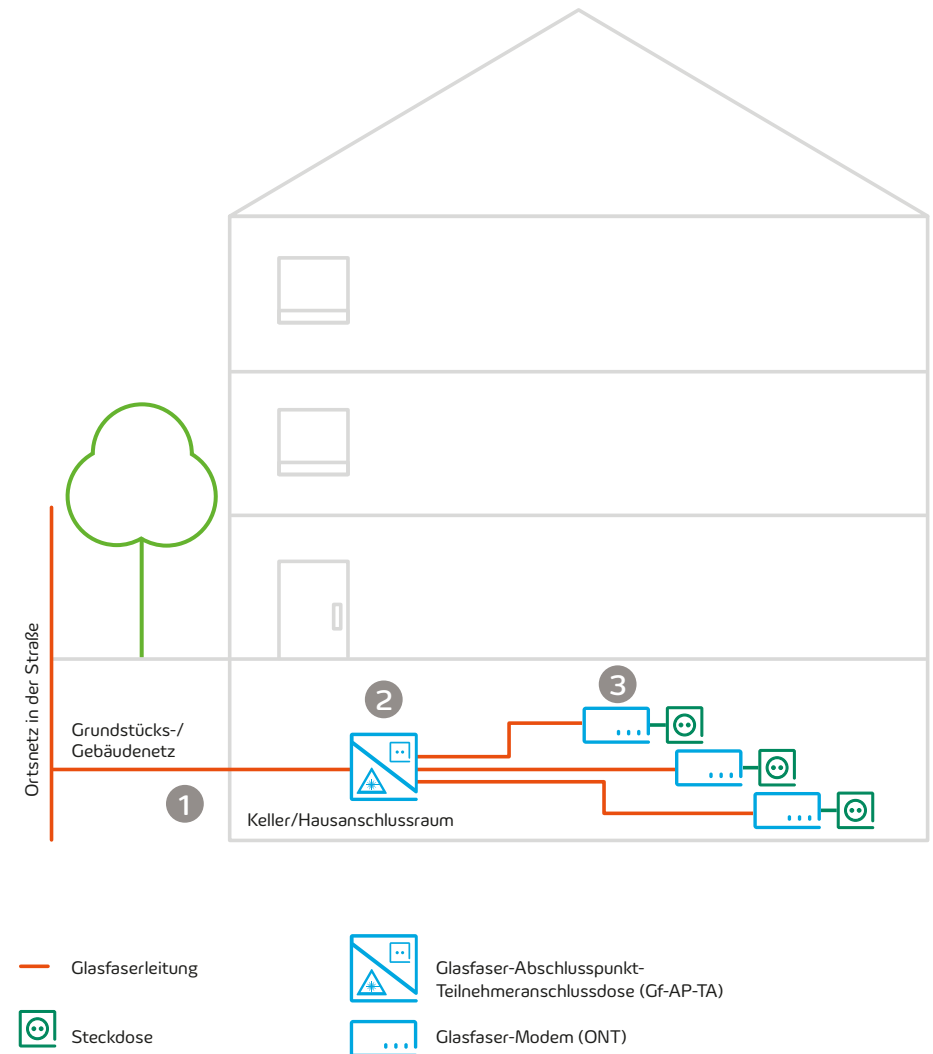 Ortsnetz in der Straße
Grundstücks-/
Gebäudenetz
1
2
3
Keller/Hausanschlussraum
Glasfaserleitung
Glasfaser-Abschlusspunkt-
Teilnehmeranschlussdose (Gf-AP-TA)
Steckdose
Glasfaser-Modem (ONT)